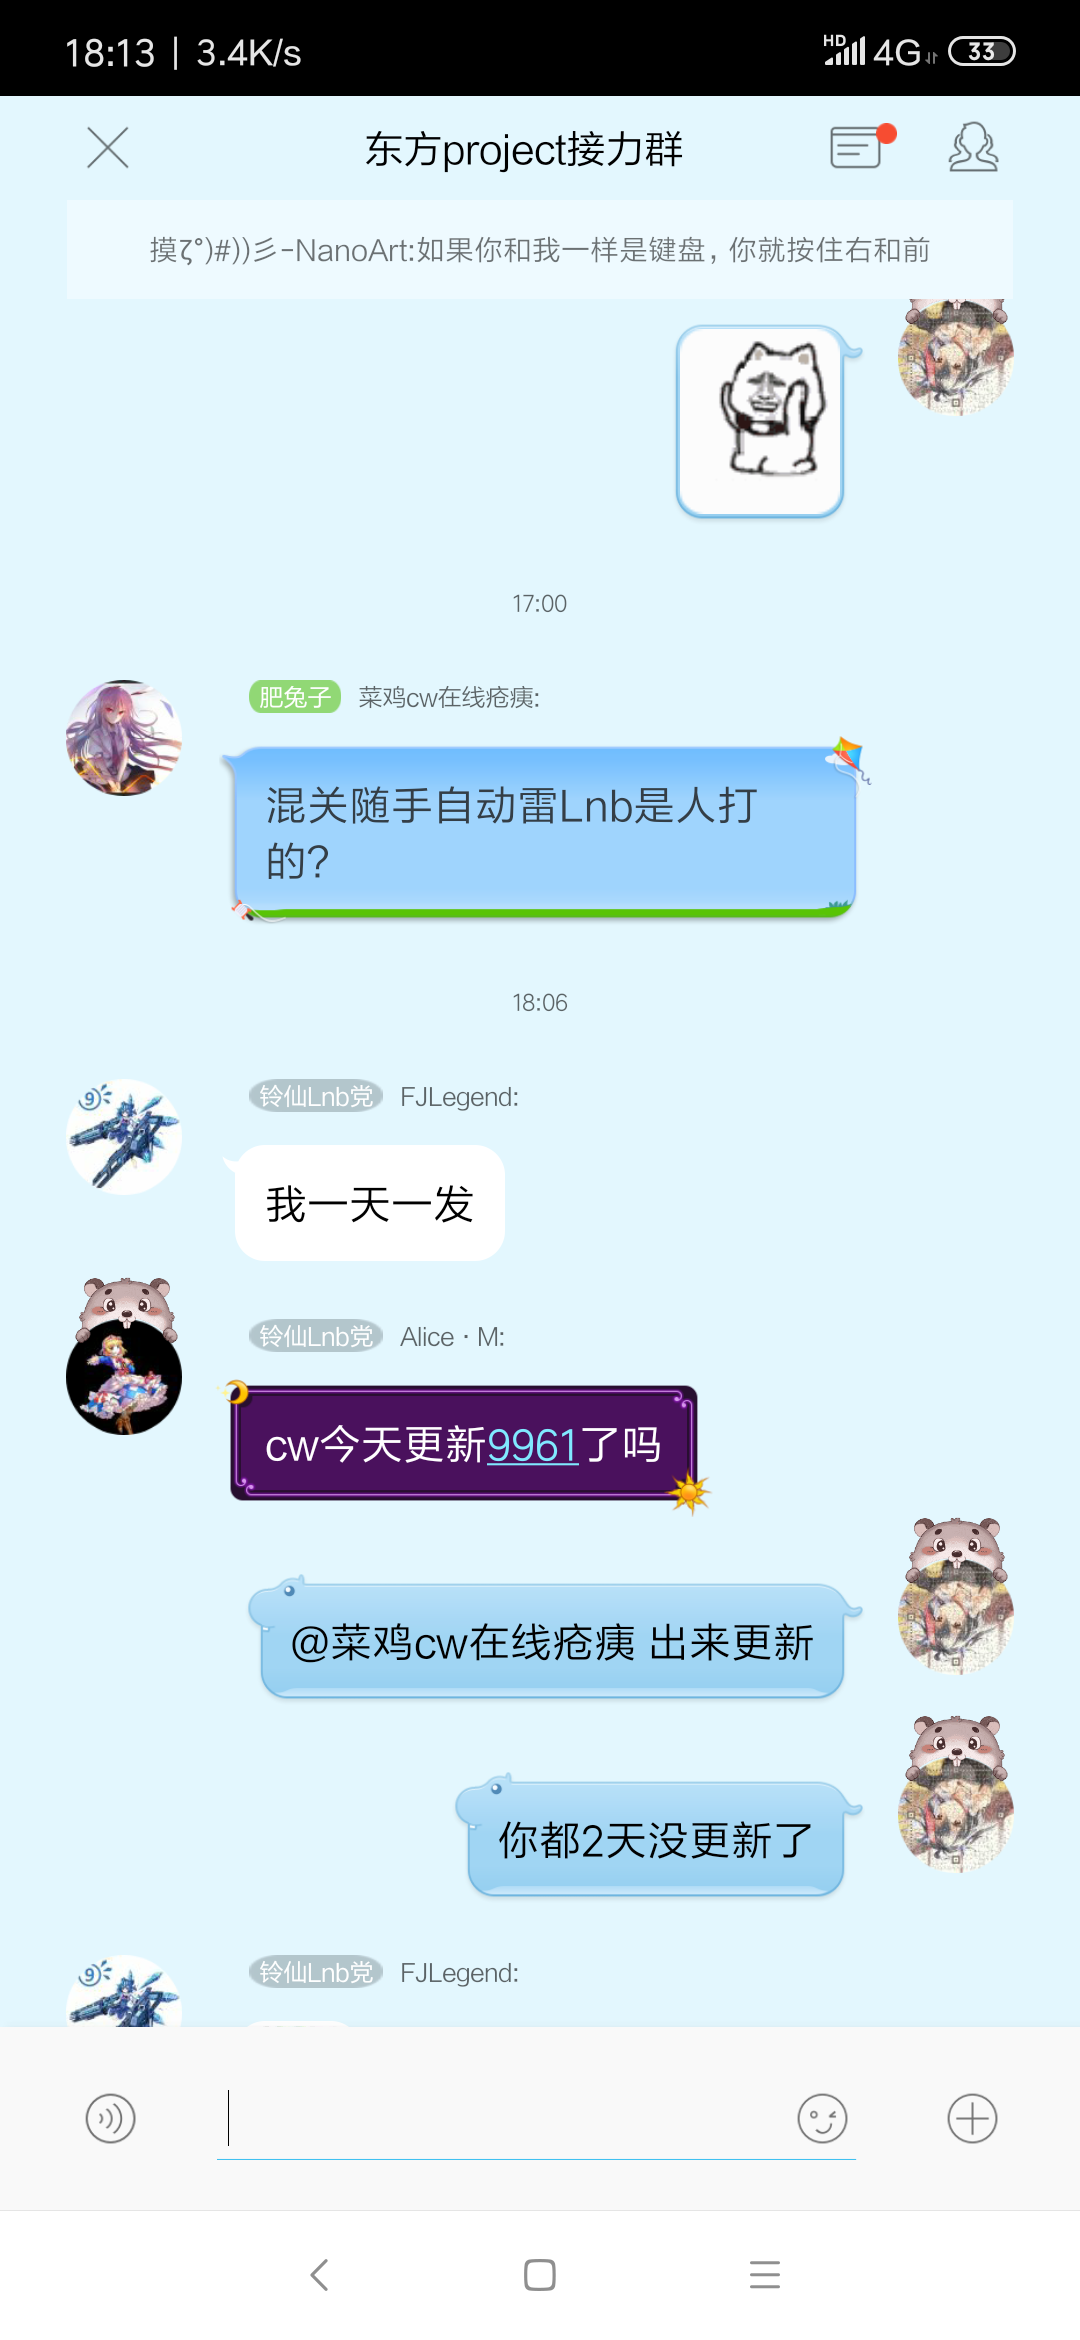 18:13 | 3.4K/s
HD 4G 33
东方project接力群
摸ζ°)#))彡-NanoArt:如果你和我一样是键盘，你就按住右和前
17:00
肥兔子 菜鸡cw在线疮痍:
混关随手自动雷Lnb是人打
的?
18:06
铃仙Lnb党 FJLegend:
我一天一发
铃仙Lnb党 Alice · M:
cw今天更新9961了吗
@菜鸡cw在线疮痍 出来更新
你都2天没更新了
铃仙Lnb党 FJLegend: